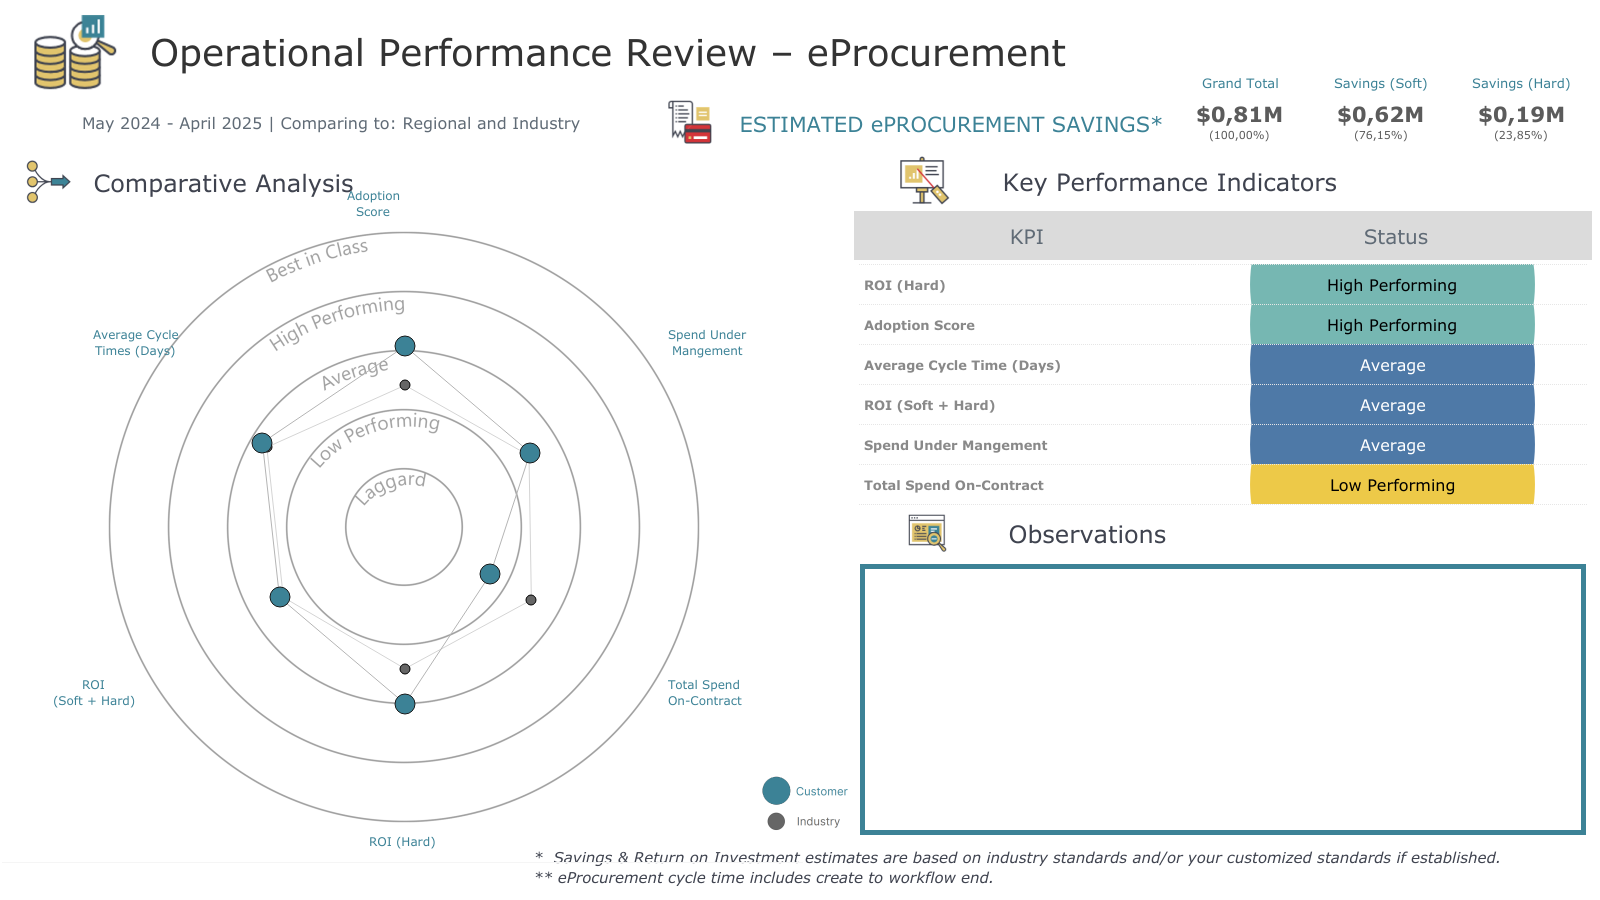 Operational Performance Review – eProcurement
May 2024 - April 2025 | Comparing to: Regional and Industry
ESTIMATED ePROCUREMENT SAVINGS*
Grand Total
$0,81M
(100,00%)
Savings (Soft)
$0,62M
(76,15%)
Savings (Hard)
$0,19M
(23,85%)
Comparative Analysis
Adoption
Score
Best in Class
High Performing
Average
Low Performing
Laggard
Average Cycle
Times (Days)
Spend Under
Mangement
ROI
(Soft + Hard)
Total Spend
On-Contract
ROI (Hard)
Customer
Industry
Key Performance Indicators
KPI Status
ROI (Hard) High Performing
Adoption Score High Performing
Average Cycle Time (Days) Average
ROI (Soft + Hard) Average
Spend Under Mangement Average
Total Spend On-Contract Low Performing
Observations
* Savings & Return on Investment estimates are based on industry standards and/or your customized standards if established.
** eProcurement cycle time includes create to workflow end.